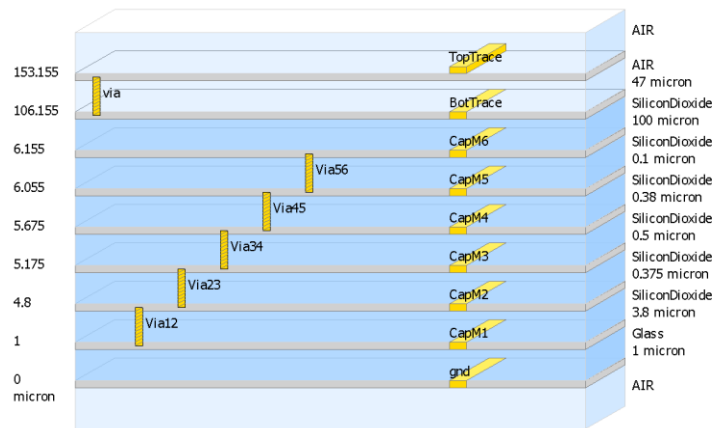 AIR
TopTrace
153.155
AIR
47 micron
via
106.155
BotTrace
SiliconDioxide
100 micron
6.155
CapM6
SiliconDioxide
0.1 micron
Via56
6.055
CapM5
SiliconDioxide
0.38 micron
Via45
5.675
CapM4
SiliconDioxide
0.5 micron
Via34
5.175
CapM3
SiliconDioxide
0.375 micron
Via23
4.8
CapM2
SiliconDioxide
3.8 micron
Via12
1
CapM1
Glass
1 micron
0
micron
gnd
AIR